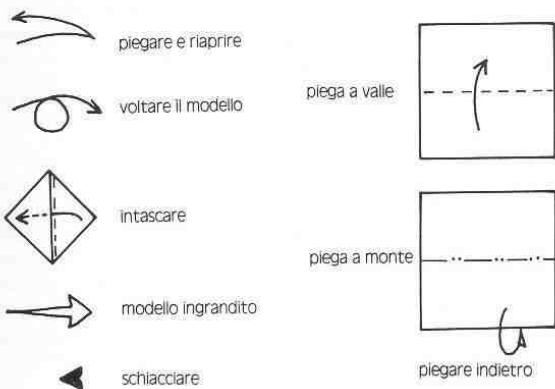 piegare e riaprire
voltare il modello
intascare
modello ingrandito
schiacciare
piega a valle
piega a monte
piegare indietro